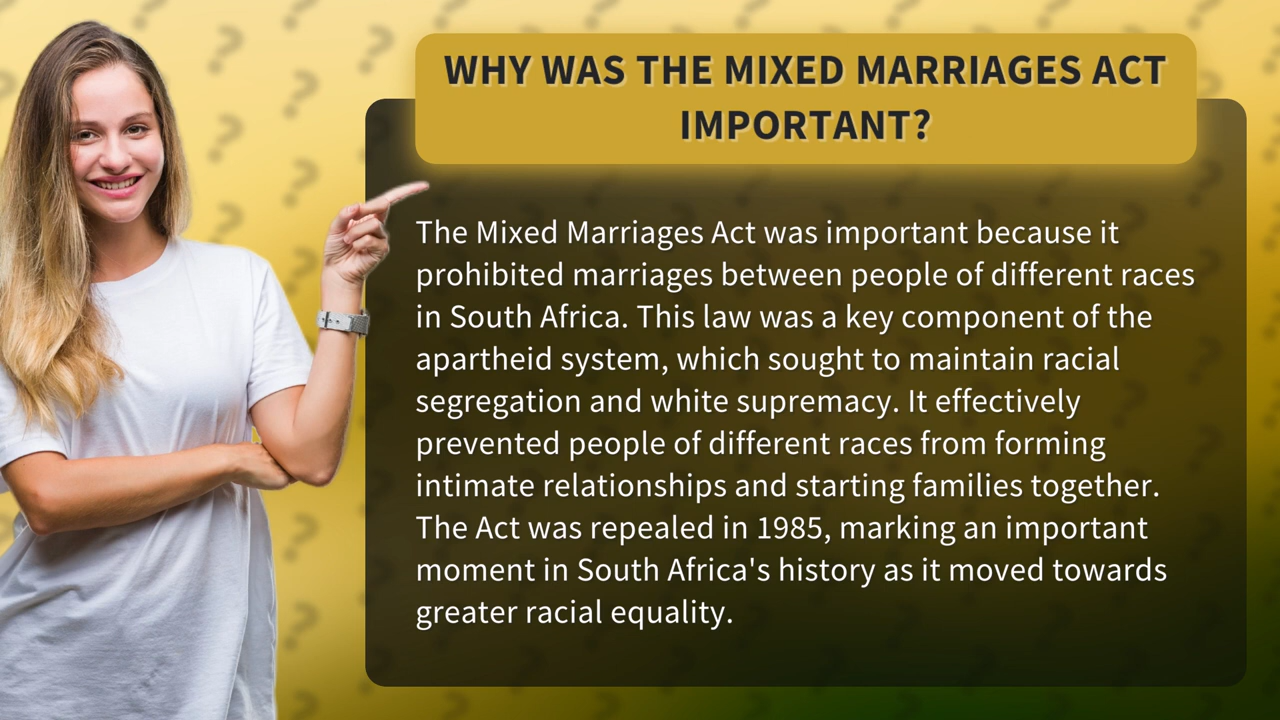 WHY WAS THE MIXED MARRIAGES ACT
IMPORTANT?
The Mixed Marriages Act was important because it
prohibited marriages between people of different races
in South Africa. This law was a key component of the
apartheid system, which sought to maintain racial
segregation and white supremacy. It effectively
prevented people of different races from forming
intimate relationships and starting families together.
The Act was repealed in 1985, marking an important
moment in South Africa's history as it moved towards
greater racial equality.